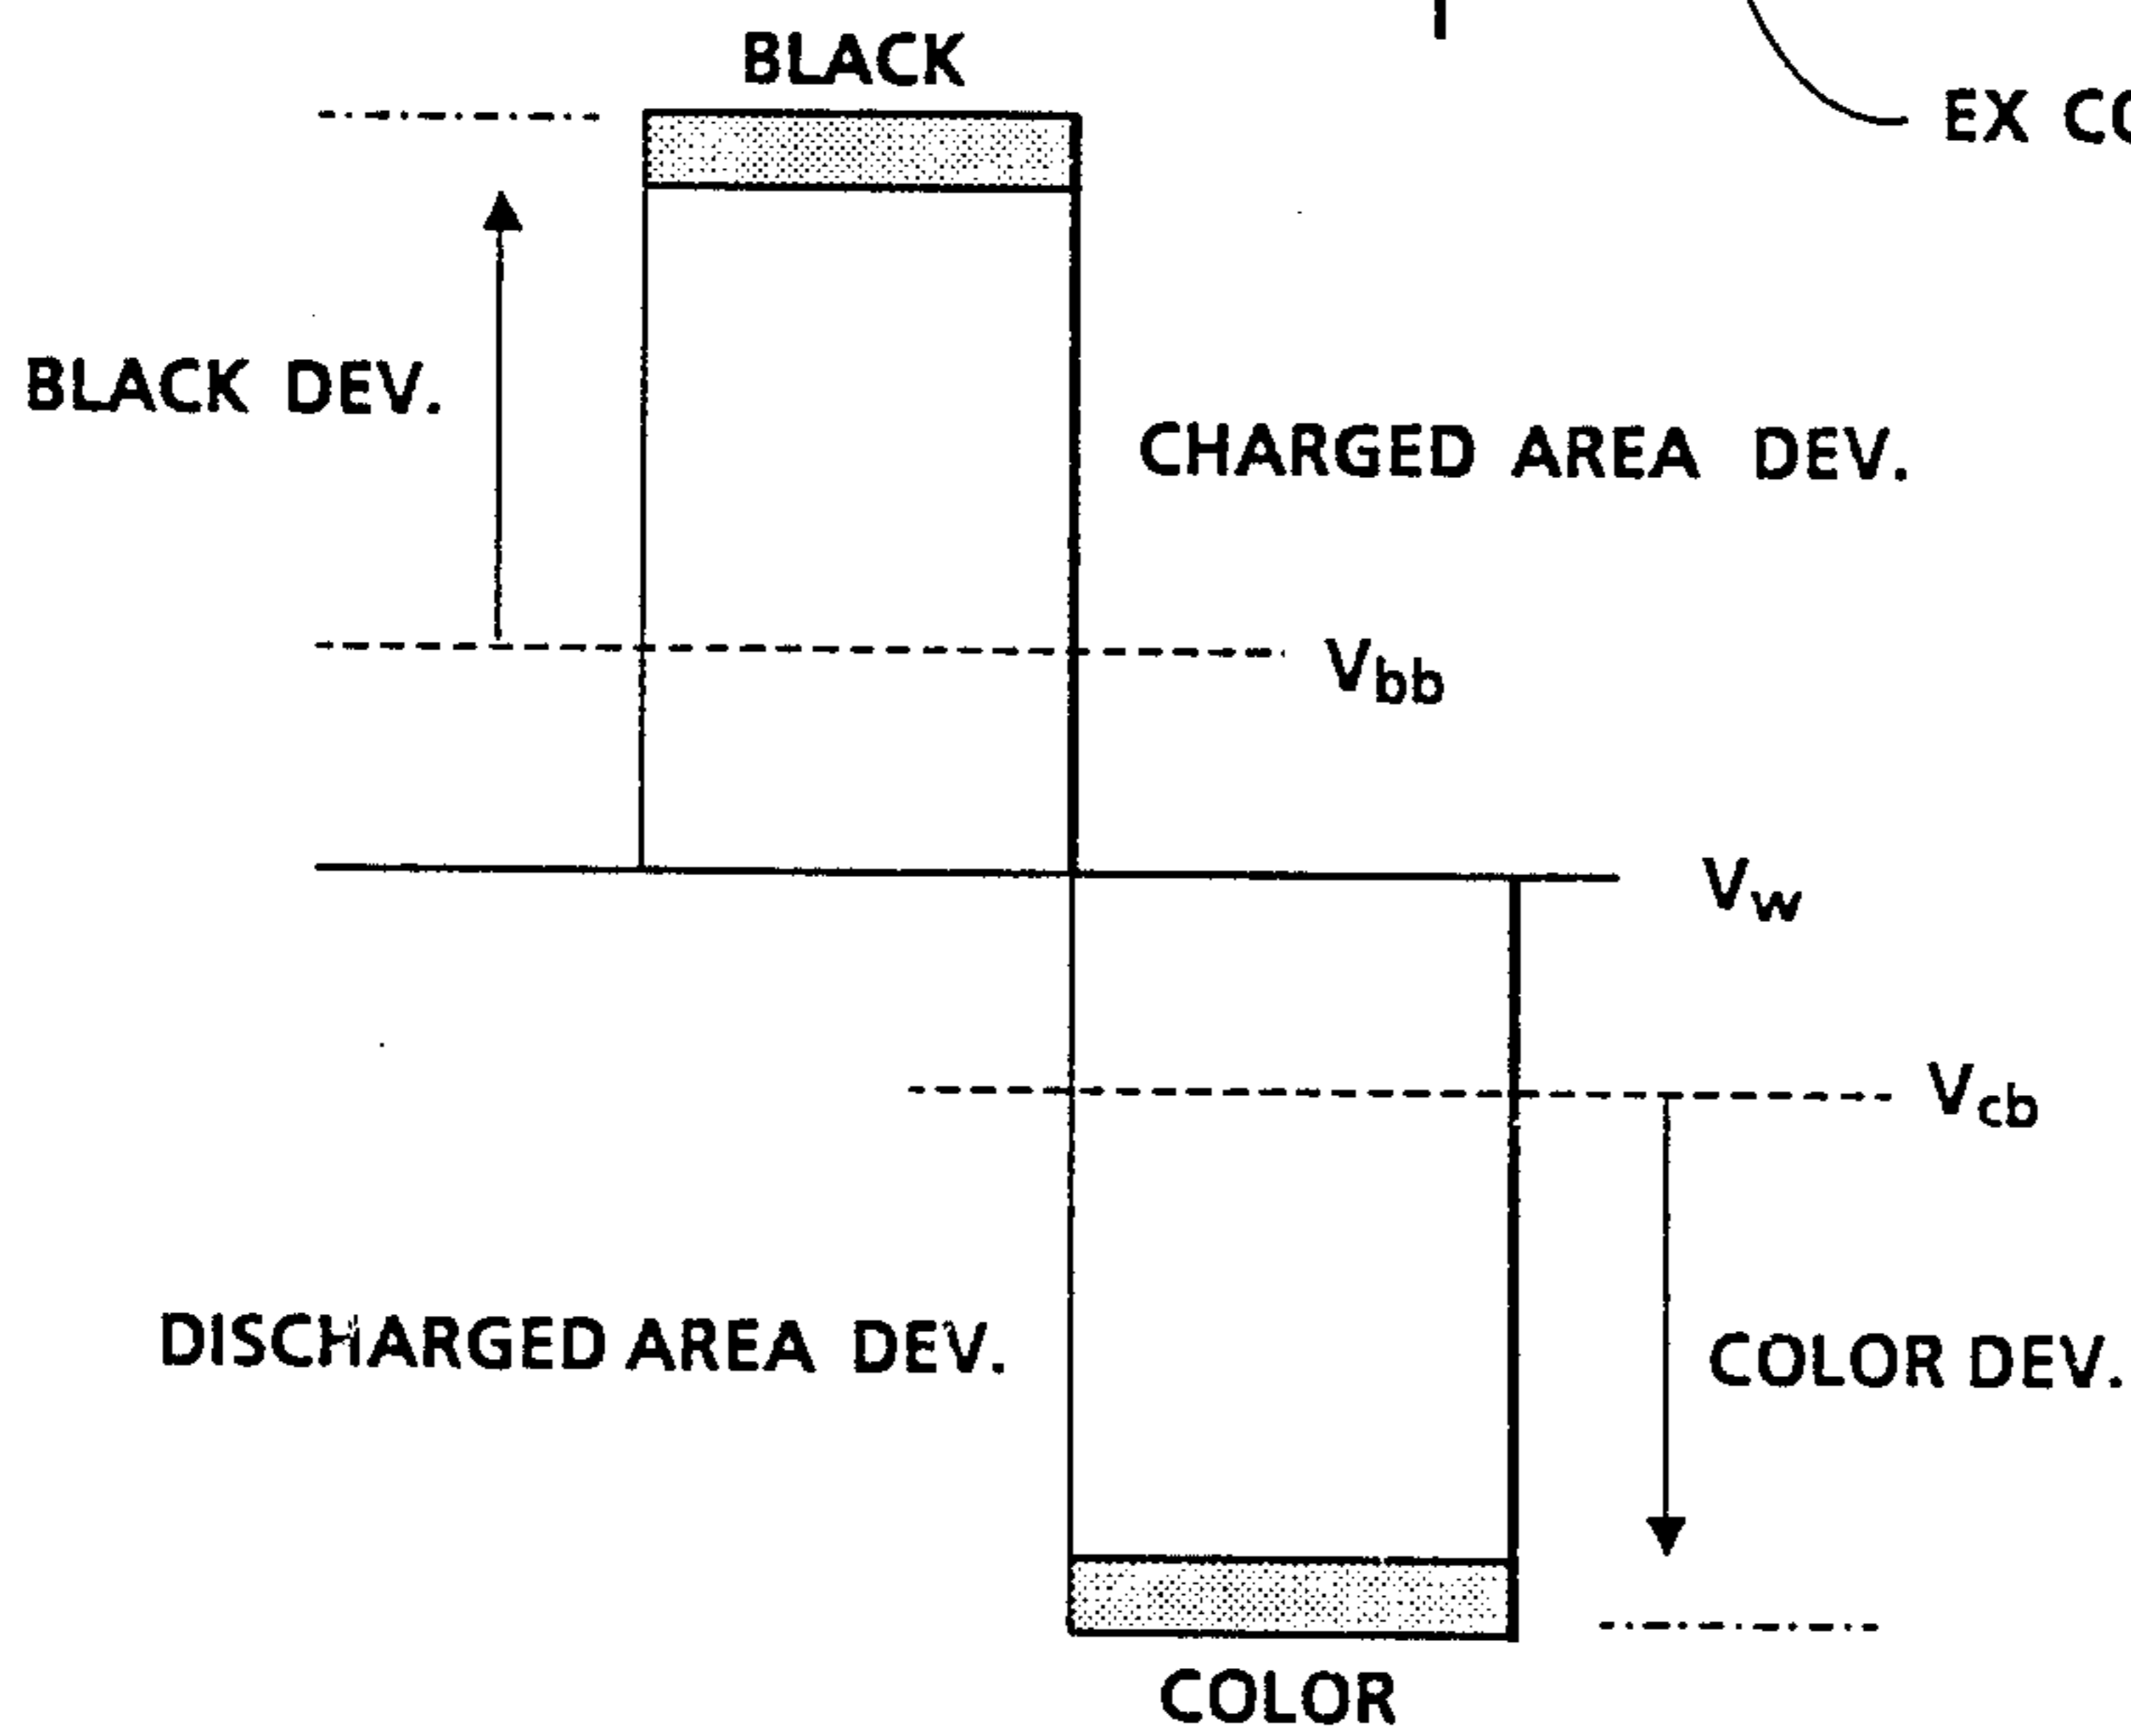 BLACK
EX
BLACK DEV.
CHARGED AREA DEV.
Vbb
Vw
Vcb
DISCHARGED AREA DEV.
COLOR DEV.
COLOR